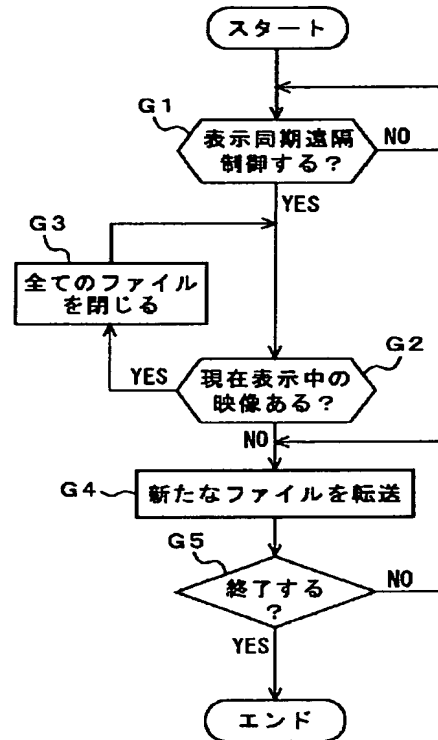 スタート
G1
表示同期遠隔
制御する?
NO
YES
G3
全てのファイル
を閉じる
G2
YES
現在表示中の
映像ある?
NO
G4
新たなファイルを転送
G5
終了する
?
NO
YES
エンド